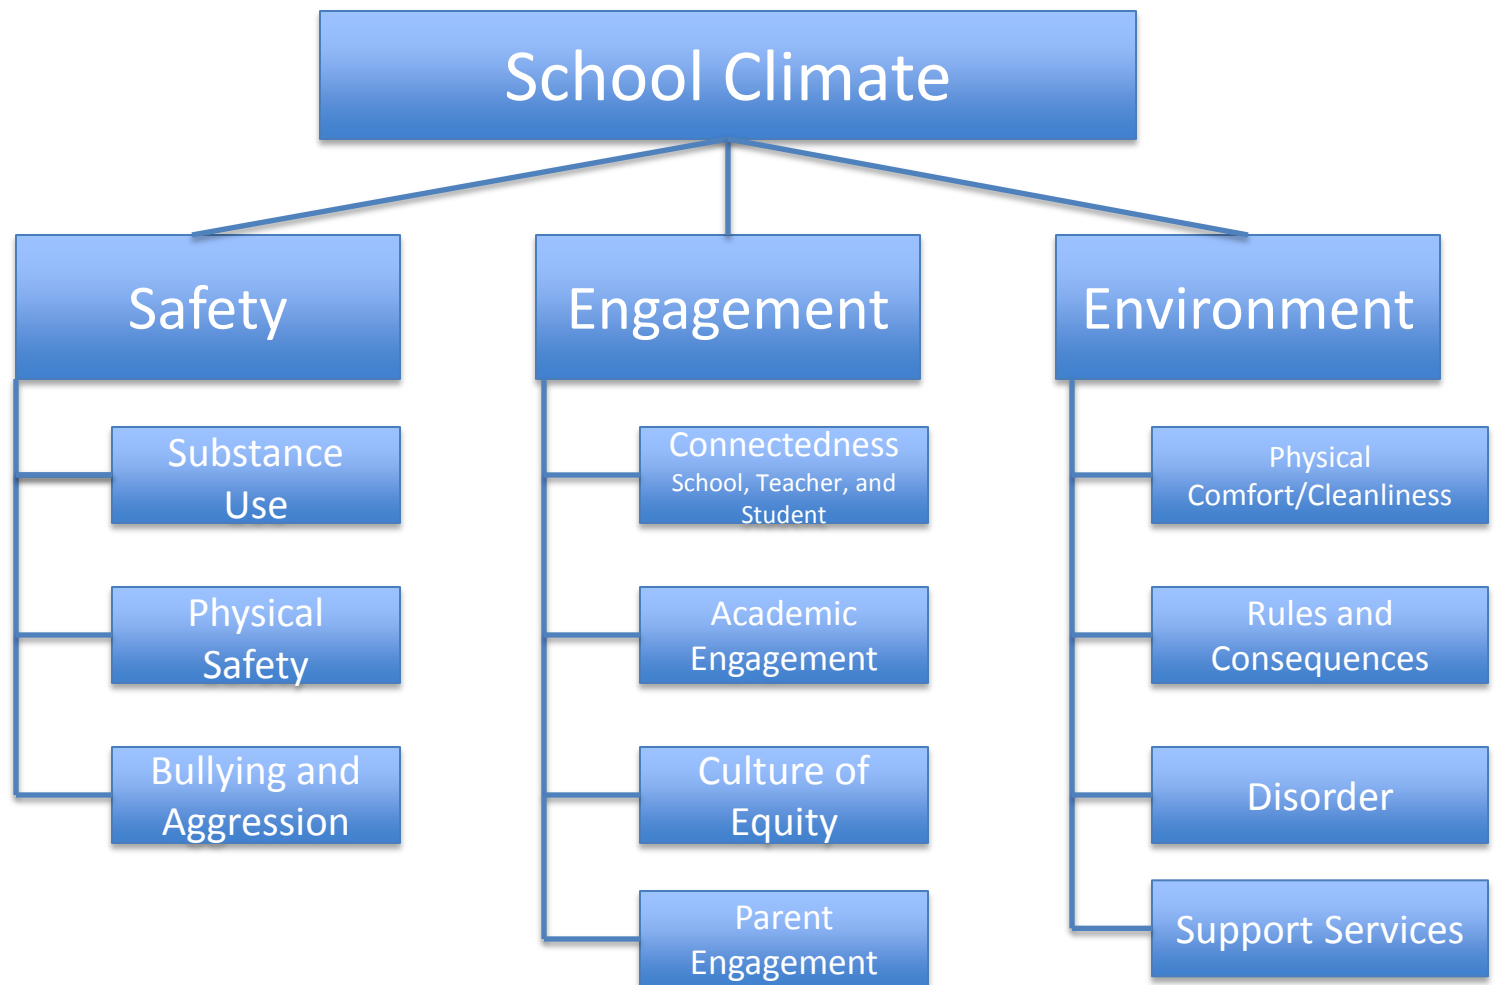 School Climate
Safety
Engagement
Environment
Substance
Use
Physical
Safety
Bullying and
Aggression
Connectedness
School, Teacher, and
Student
Academic
Engagement
Culture of
Equity
Parent
Engagement
Physical
Comfort/Cleanliness
Rules and
Consequences
Disorder
Support Services